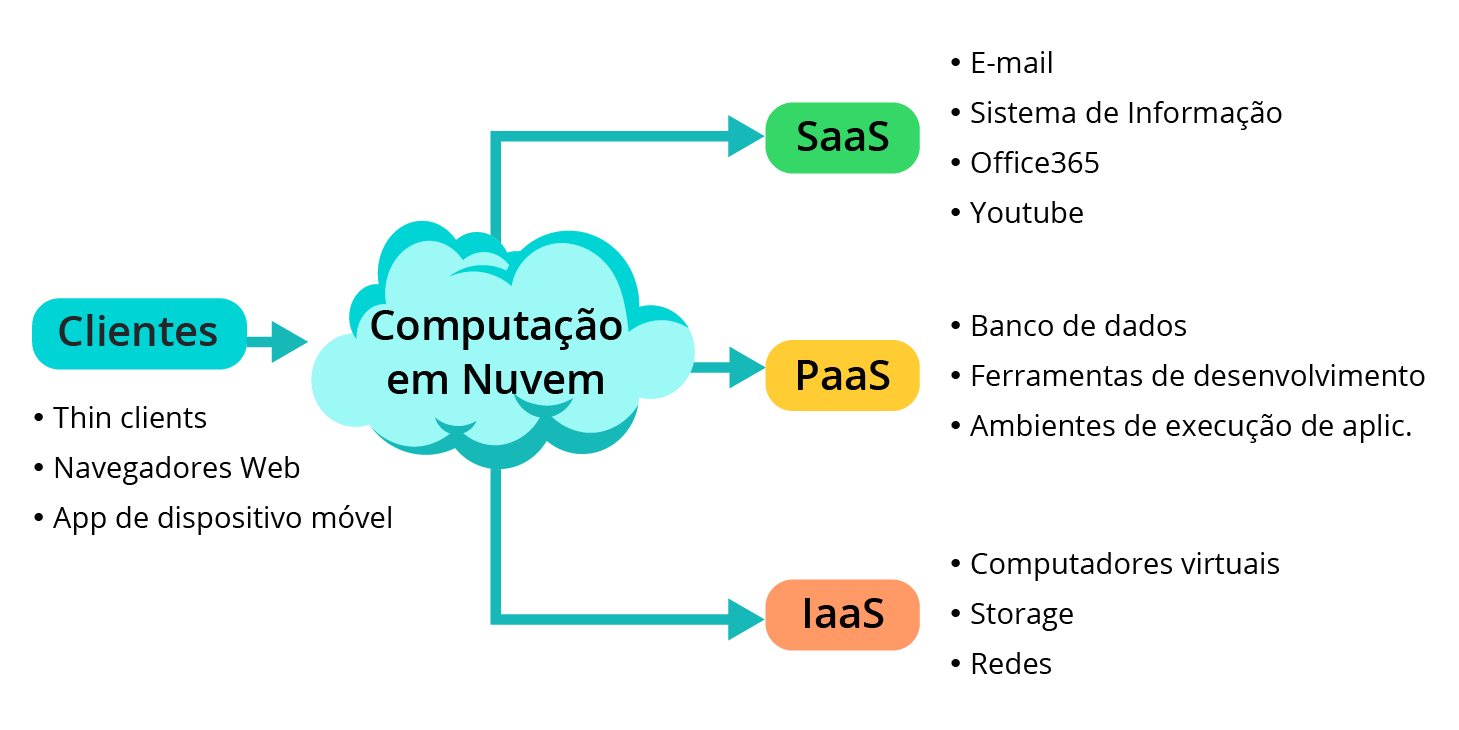 Clientes
• Thin clients
• Navegadores Web
• App de dispositivo móvel
Computação
em Nuvem
SaaS
• E-mail
• Sistema de Informação
• Office365
• Youtube
PaaS
• Banco de dados
• Ferramentas de desenvolvimento
• Ambientes de execução de aplic.
IaaS
• Computadores virtuais
• Storage
• Redes